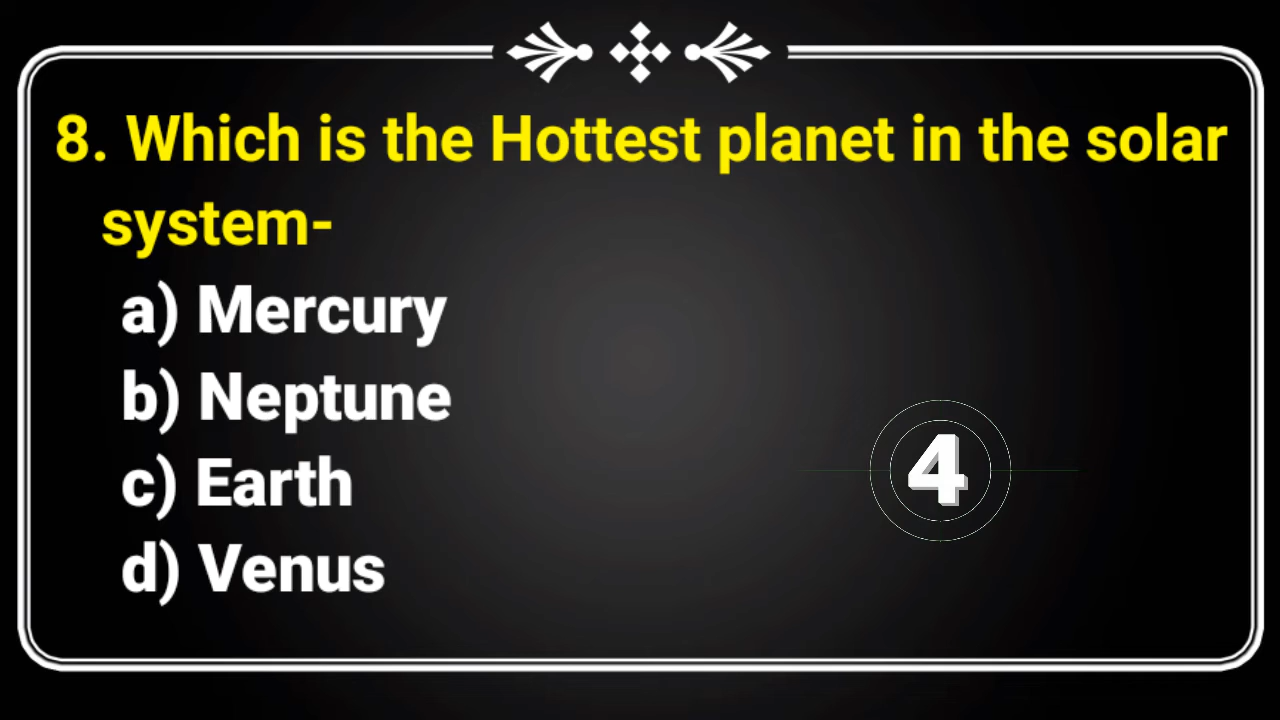 8. Which is the Hottest planet in the solar
system-
a) Mercury
b) Neptune
c) Earth
d) Venus
4